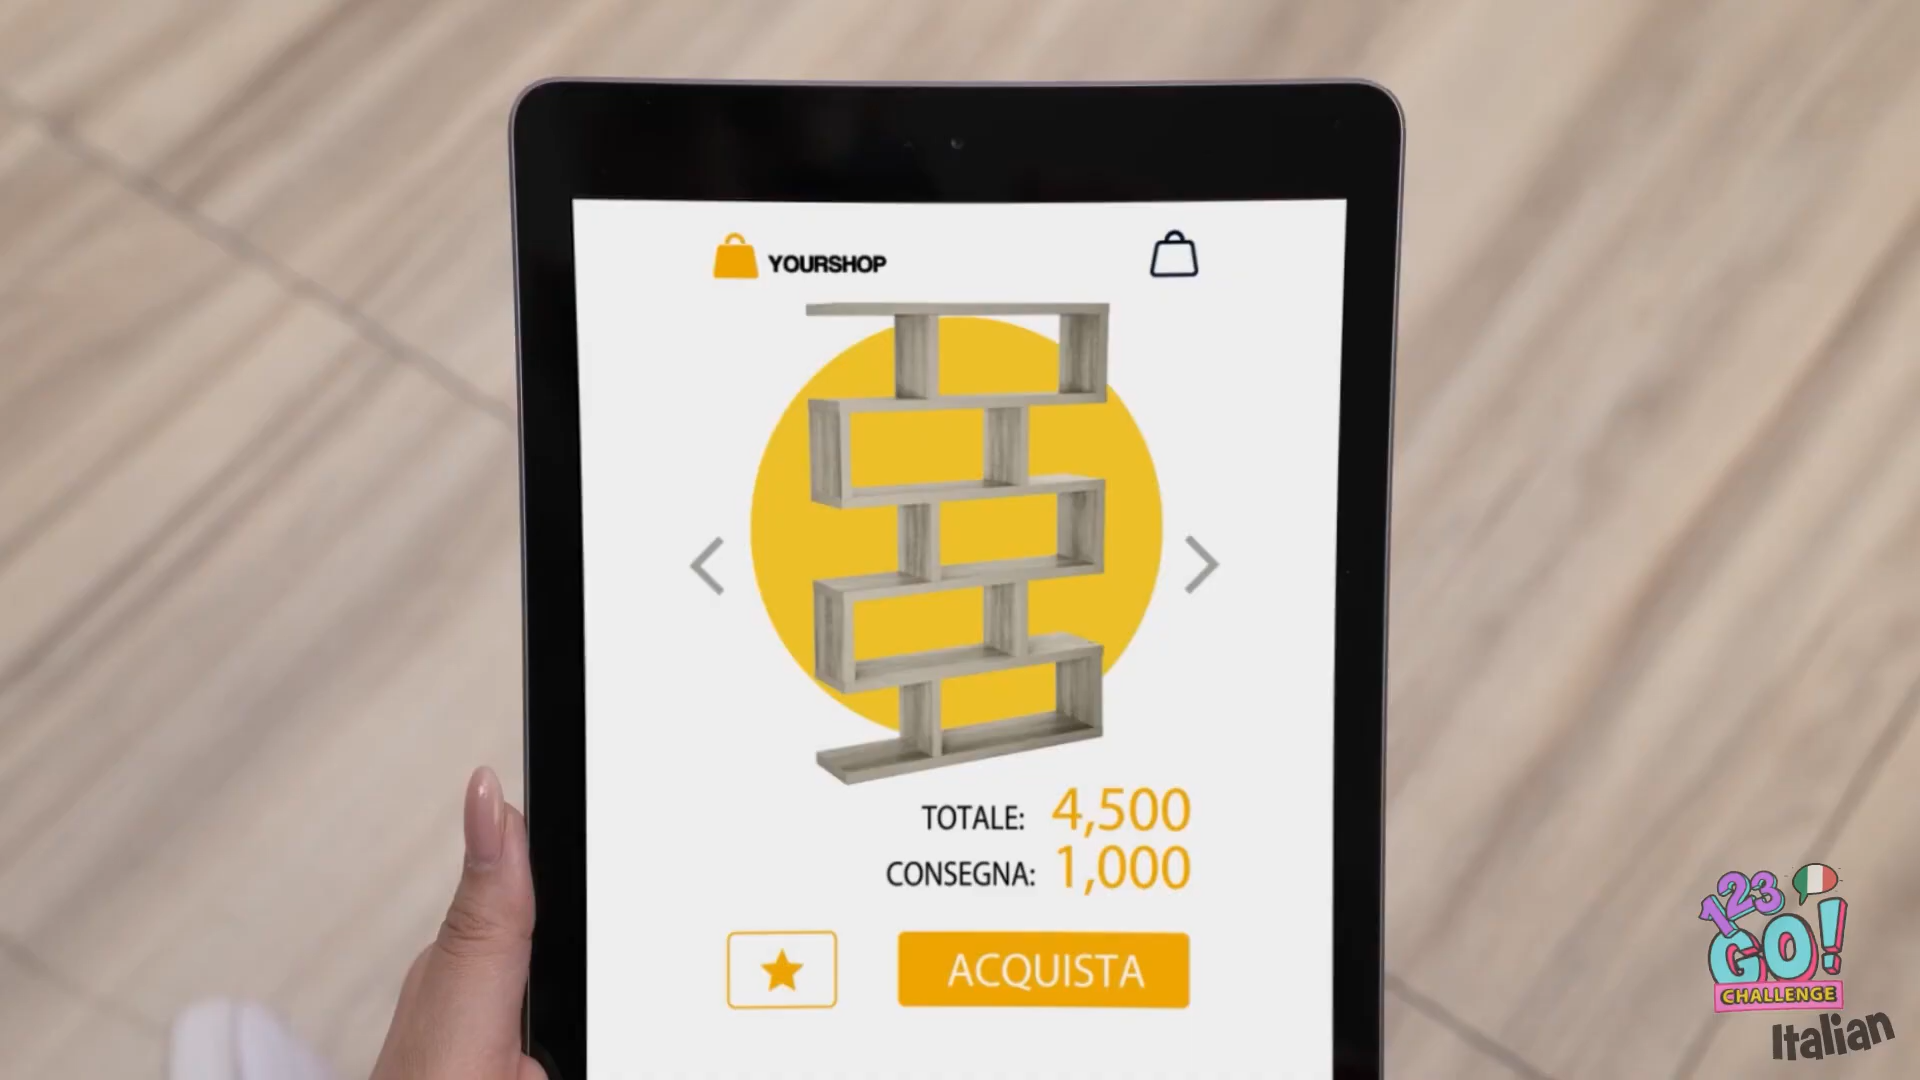 YOURSHOP
TOTALE: 4,500
CONSEGNA: 1,000
ACQUISTA
123
GO!
CHALLENGE
Italian